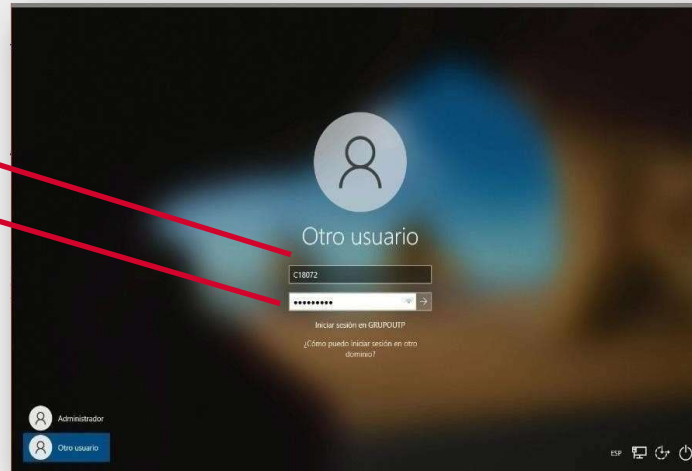 Otro usuario
C18072
•••••••••
Iniciar sesión en GRUPOUTP
¿Cómo puedo iniciar sesión en otro
dominio?
Administrador
Otro usuario
ESP